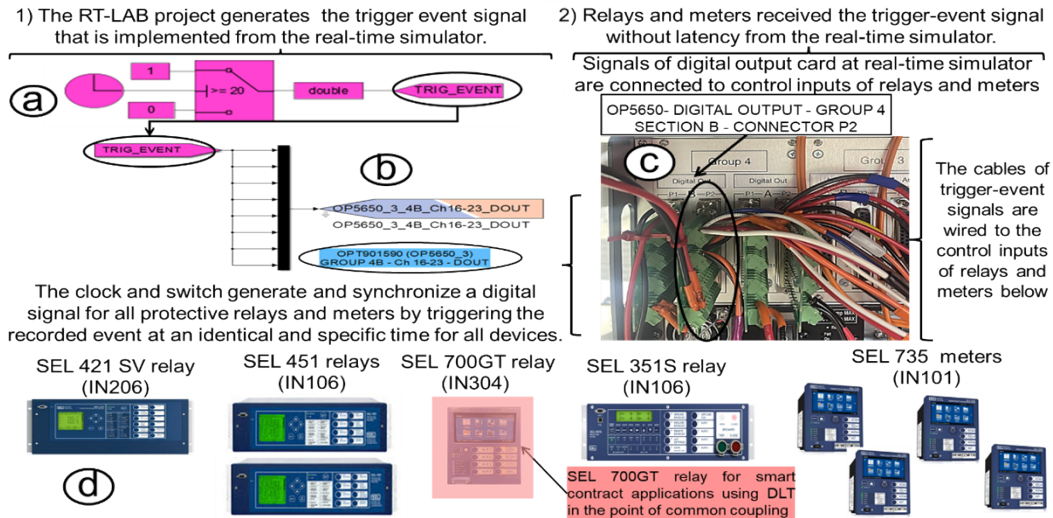 1) The RT-LAB project generates the trigger event signal
that is implemented from the real-time simulator.
2) Relays and meters received the trigger-event signal
without latency from the real-time simulator.
Signals of digital output card at real-time simulator
are connected to control inputs of relays and meters
a
1
>= 20
0
double
TRIG_EVENT
TRIG_EVENT
b
OP5650_3_4B_Ch16-23_DOUT
OP5650_3_4B_Ch16-23_DOUT
OPT901590 (OP5650_3)
GROUP 4B - Ch 16-23 - DOUT
OP5650- DIGITAL OUTPUT - GROUP 4
SECTION B - CONNECTOR P2
c
Group 4
Group 3
Digital Out
Digital Out
P1 B P2
P1 A P2
The cables of
trigger-event
signals are
wired to the
control inputs
of relays and
meters below
The clock and switch generate and synchronize a digital
signal for all protective relays and meters by triggering the
recorded event at an identical and specific time for all devices.
SEL 421 SV relay
(IN206)
SEL 451 relays
(IN106)
SEL 700GT relay
(IN304)
SEL 351S relay
(IN106)
SEL 735 meters
(IN101)
d
SEL 700GT relay for smart
contract applications using DLT
in the point of common coupling